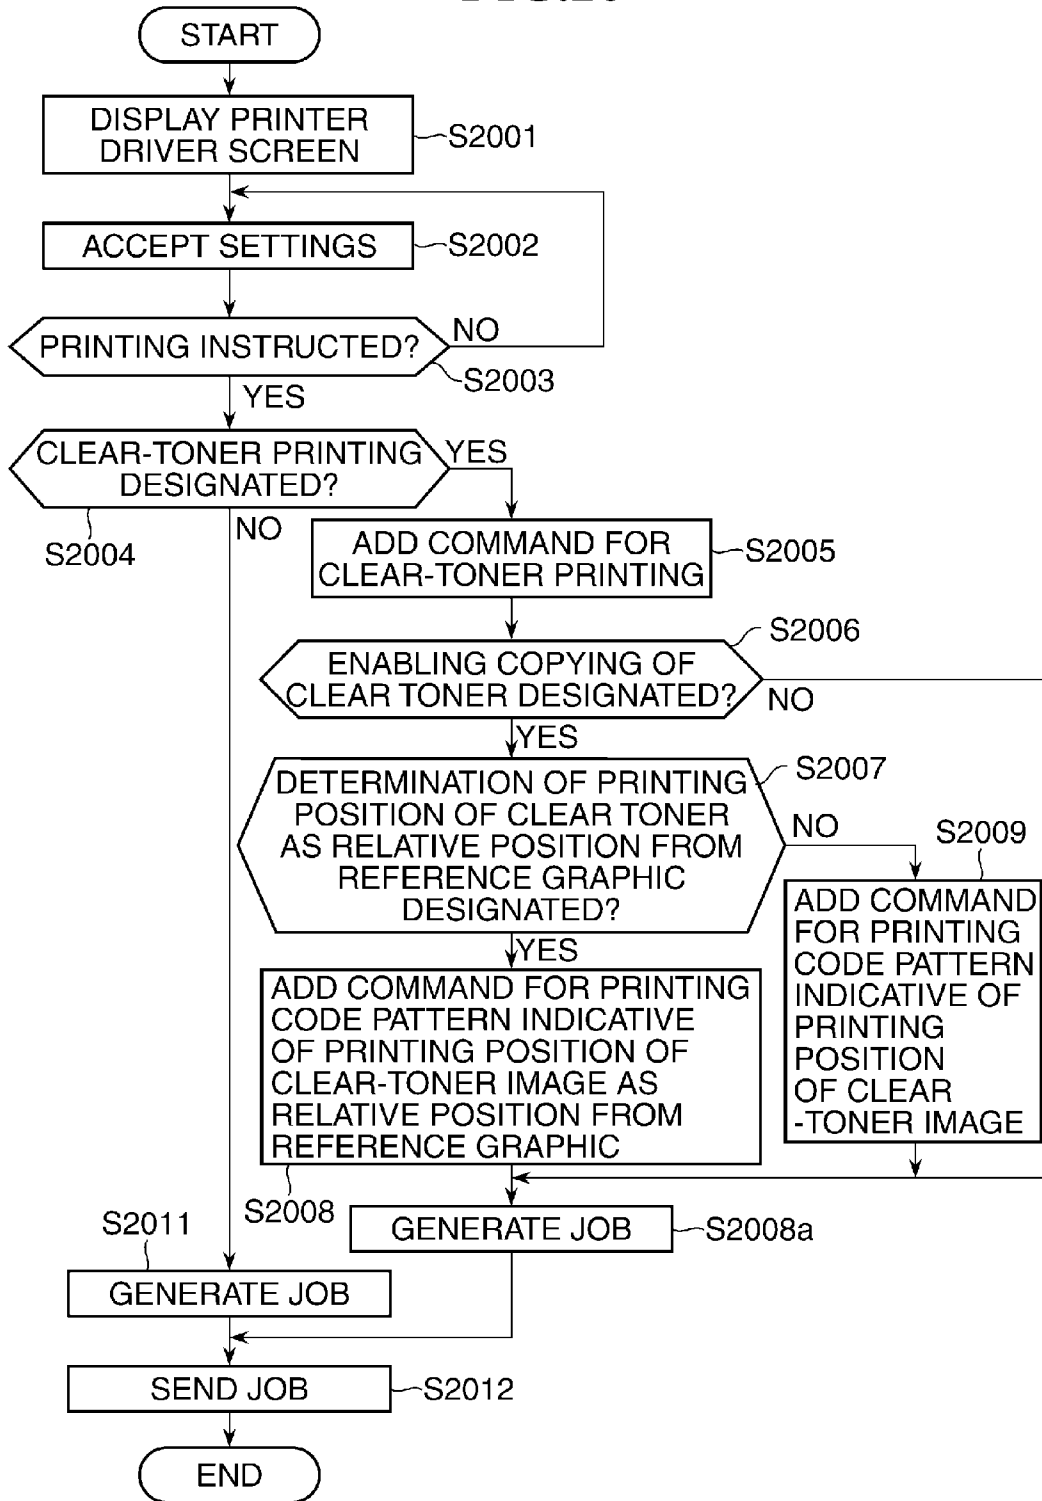 START
DISPLAY PRINTER
DRIVER SCREEN
S2001
ACCEPT SETTINGS
S2002
PRINTING INSTRUCTED?
NO
S2003
YES
CLEAR-TONER PRINTING
DESIGNATED?
YES
S2004
NO
ADD COMMAND FOR
CLEAR-TONER PRINTING
S2005
S2006
ENABLING COPYING OF
CLEAR TONER DESIGNATED?
NO
YES
S2007
DETERMINATION OF PRINTING
POSITION OF CLEAR TONER
AS RELATIVE POSITION FROM
REFERENCE GRAPHIC
DESIGNATED?
NO
S2009
YES
ADD COMMAND
FOR PRINTING
CODE PATTERN
INDICATIVE OF
PRINTING
POSITION
OF CLEAR
-TONER IMAGE
ADD COMMAND FOR PRINTING
CODE PATTERN INDICATIVE
OF PRINTING POSITION OF
CLEAR-TONER IMAGE AS
RELATIVE POSITION FROM
REFERENCE GRAPHIC
S2008
GENERATE JOB
S2008a
S2011
GENERATE JOB
SEND JOB
S2012
END